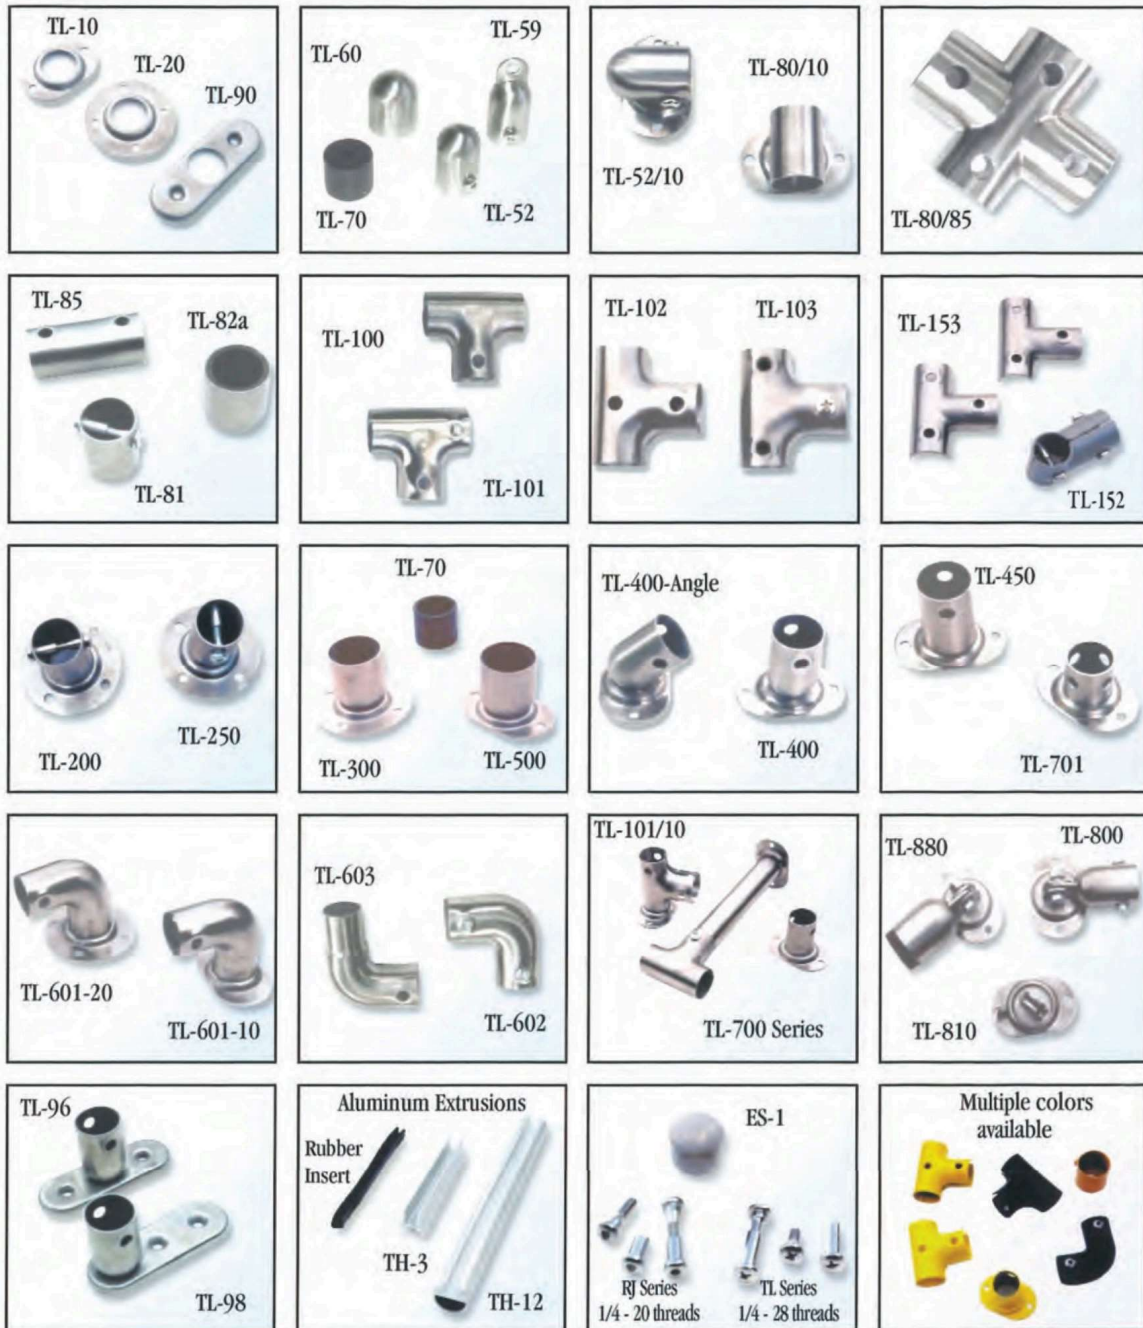 TL-10
TL-20
TL-90
TL-60
TL-59
TL-70
TL-52
TL-52/10
TL-80/10
TL-80/85
TL-85
TL-82a
TL-81
TL-100
TL-101
TL-102
TL-103
TL-153
TL-152
TL-200
TL-250
TL-70
TL-300
TL-500
TL-400-Angle
TL-400
TL-450
TL-701
TL-601-20
TL-601-10
TL-603
TL-602
TL-101/10
TL-700 Series
TL-880
TL-800
TL-810
TL-96
TL-98
Aluminum Extrusions
Rubber
Insert
TH-3
TH-12
ES-1
RJ Series
1/4 - 20 threads
TL Series
1/4 - 28 threads
Multiple colors
available